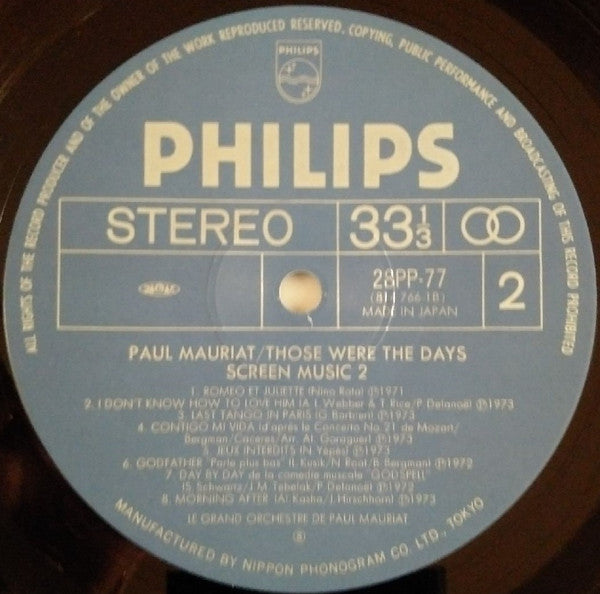 ALL RIGHTS OF THE RECORD PRODUCER AND OF THE OWNER OF THE WORK REPRODUCED RESERVED. COPYING, PUBLIC PERFORMANCE AND BROADCASTING OF THIS RECORD PROHIBITED
PHILIPS
PHILIPS
STEREO 33⅓
28PP-77
(811 766-1B)
MADE IN JAPAN
2
PAUL MAURIAT/THOSE WERE THE DAYS
SCREEN MUSIC 2
1. ROMEO ET JULIETTE (Nino Rota) ℗1971
2. I DON'T KNOW HOW TO LOVE HIM (A L. Webber & T. Rice/P. Delanoë) ℗1973
3. LAST TANGO IN PARIS (G Barbieri) ℗1973
4. CONTIGO MI VIDA (d'après le Concerto No. 21 de Mozart/
Bergman/Caceres/Arr. Al. Goraguer) ℗1973
5. JEUX INTERDITS (N. Yepés) ℗1973
6. GODFATHER "Parle plus bas" (L. Kusik/N. Rota/B. Bergman) ℗1972
7. DAY BY DAY de la comedie musicale "GODSPELL"
(S. Schwartz/J. M. Tebelak/P. Delanoë) ℗1972
8. MORNING AFTER (Al Kasha/J. Hirschhorn) ℗1973
LE GRAND ORCHESTRE DE PAUL MAURIAT
MANUFACTURED BY NIPPON PHONOGRAM CO. LTD., TOKYO